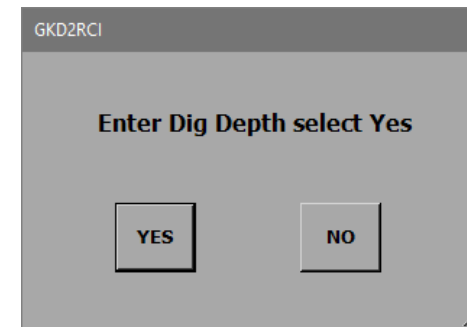 GKD2RCI
Enter Dig Depth select Yes
YES
NO